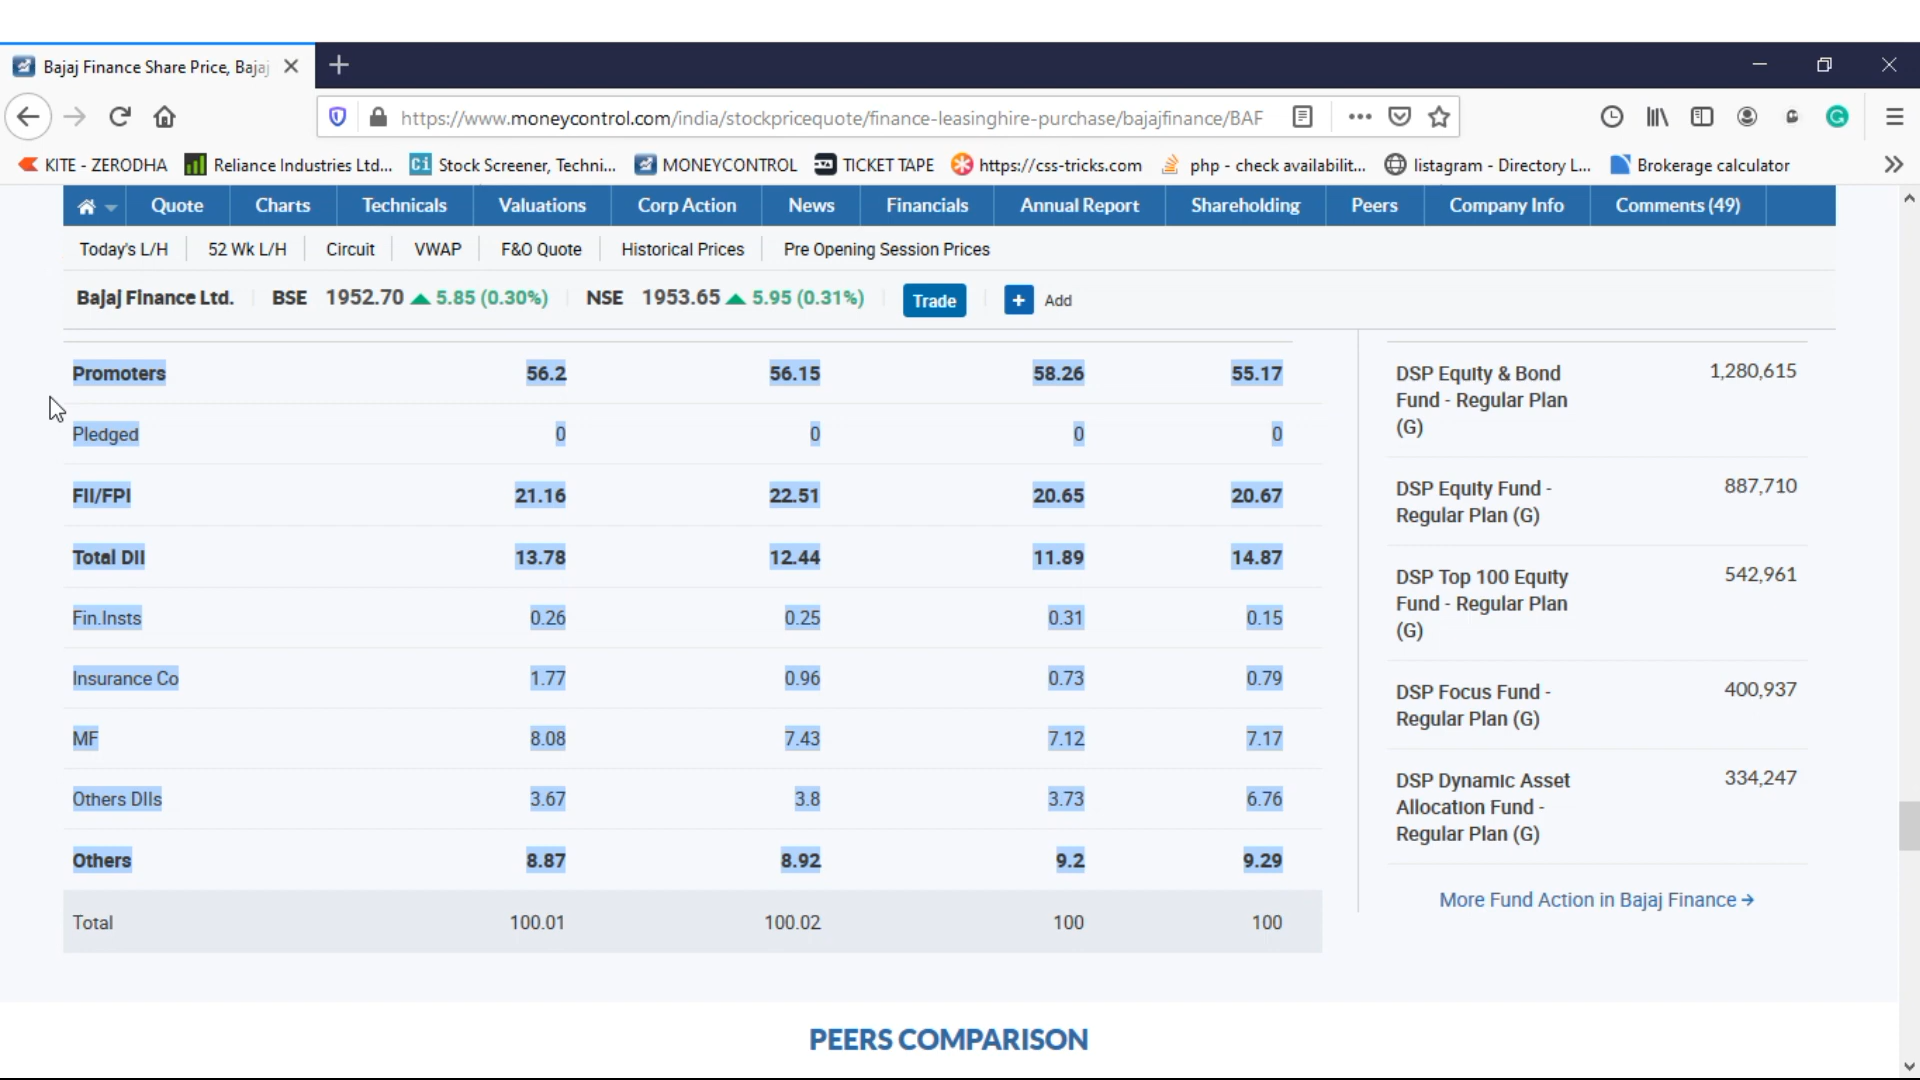 Bajaj Finance Share Price, Bajaj
https://www.moneycontrol.com/india/stockpricequote/finance-leasinghire-purchase/bajajfinance/BAF
KITE - ZERODHA Reliance Industries Ltd... Ci Stock Screener, Techni... MONEYCONTROL TICKET TAPE https://css-tricks.com php - check availabilit... listagram - Directory L... Brokerage calculator
Quote Charts Technicals Valuations Corp Action News Financials Annual Report Shareholding Peers Company Info Comments (49)
Today's L/H 52 Wk L/H Circuit VWAP F&O Quote Historical Prices Pre Opening Session Prices
Bajaj Finance Ltd. BSE 1952.70 5.85 (0.30%) NSE 1953.65 5.95 (0.31%) Trade + Add
Promoters 56.2 56.15 58.26 55.17
Pledged 0 0 0 0
FII/FPI 21.16 22.51 20.65 20.67
Total DII 13.78 12.44 11.89 14.87
Fin.Insts 0.26 0.25 0.31 0.15
Insurance Co 1.77 0.96 0.73 0.79
MF 8.08 7.43 7.12 7.17
Others DIIs 3.67 3.8 3.73 6.76
Others 8.87 8.92 9.2 9.29
Total 100.01 100.02 100 100
DSP Equity & Bond 1,280,615
Fund - Regular Plan
(G)
DSP Equity Fund - 887,710
Regular Plan (G)
DSP Top 100 Equity 542,961
Fund - Regular Plan
(G)
DSP Focus Fund - 400,937
Regular Plan (G)
DSP Dynamic Asset 334,247
Allocation Fund -
Regular Plan (G)
More Fund Action in Bajaj Finance →
PEERS COMPARISON